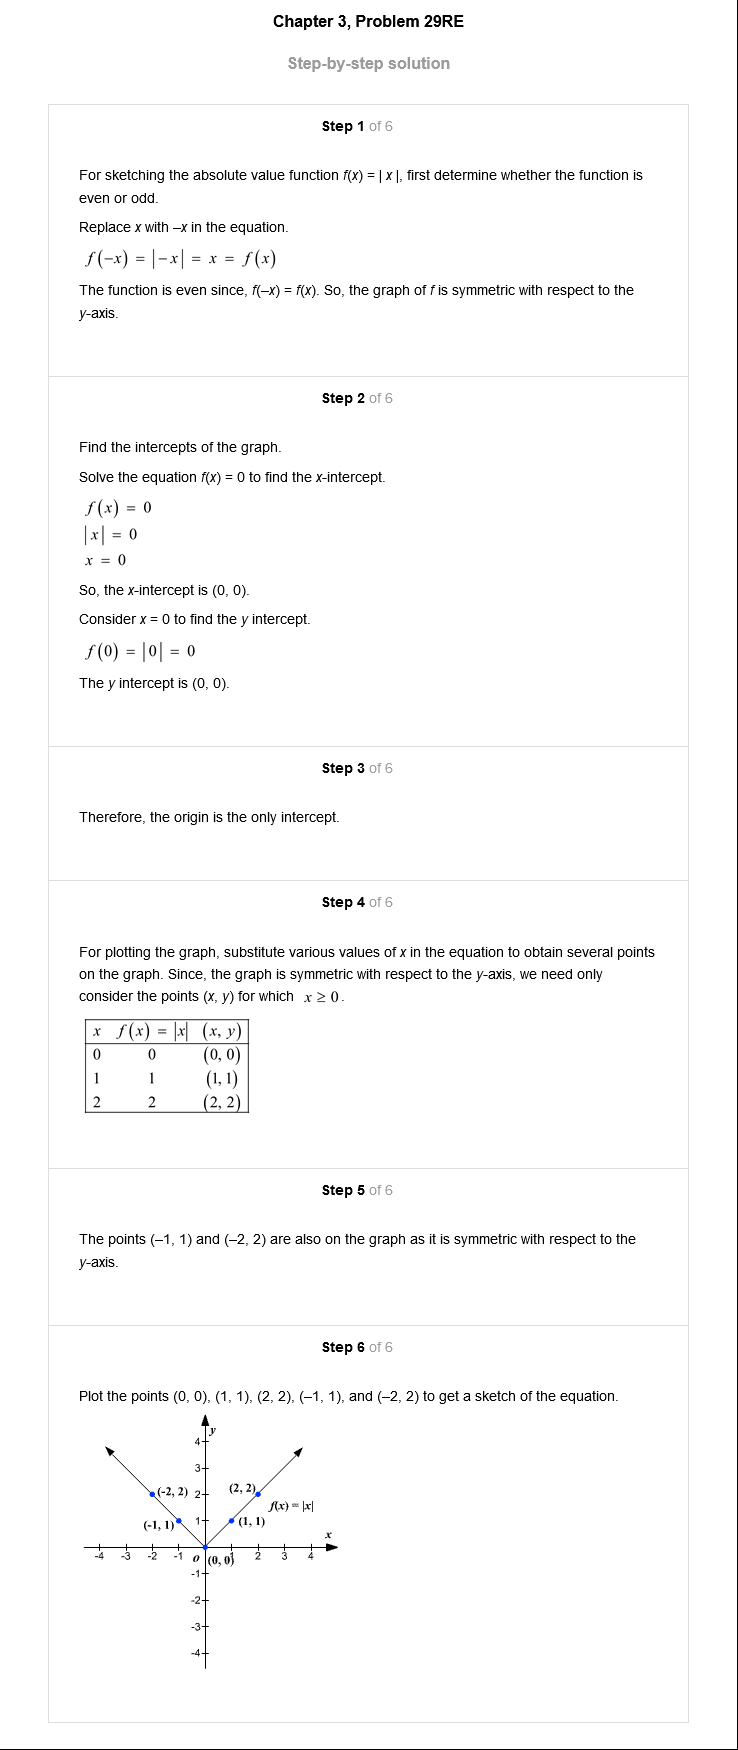 Chapter 3, Problem 29RE
Step-by-step solution
Step 1 of 6
For sketching the absolute value function f(x) = | x |, first determine whether the function is
even or odd.
Replace x with –x in the equation.
f(−x) = |−x| = x = f(x)
The function is even since, f(–x) = f(x). So, the graph of f is symmetric with respect to the
y-axis.
Step 2 of 6
Find the intercepts of the graph.
Solve the equation f(x) = 0 to find the x-intercept.
f(x) = 0
|x| = 0
x = 0
So, the x-intercept is (0, 0).
Consider x = 0 to find the y intercept.
f(0) = |0| = 0
The y intercept is (0, 0).
Step 3 of 6
Therefore, the origin is the only intercept.
Step 4 of 6
For plotting the graph, substitute various values of x in the equation to obtain several points
on the graph. Since, the graph is symmetric with respect to the y-axis, we need only
consider the points (x, y) for which x ≥ 0.
x f(x) = |x| (x, y)
0 0 (0, 0)
1 1 (1, 1)
2 2 (2, 2)
Step 5 of 6
The points (–1, 1) and (–2, 2) are also on the graph as it is symmetric with respect to the
y-axis.
Step 6 of 6
Plot the points (0, 0), (1, 1), (2, 2), (–1, 1), and (–2, 2) to get a sketch of the equation.
y
4
3
(-2, 2) 2 (2, 2)
f(x) = |x|
(-1, 1) 1 (1, 1)
x
-4 -3 -2 -1 O (0, 0) 1 2 3 4
-1
-2
-3
-4